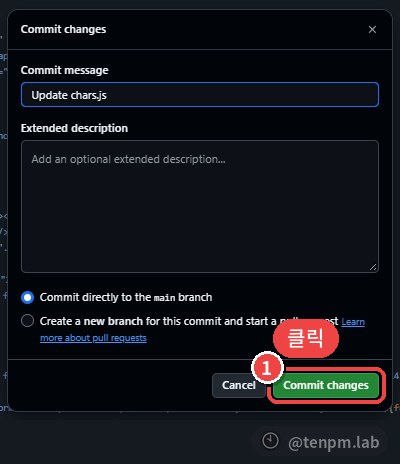 Commit changes
Commit message
Update chars.js
Extended description
Add an optional extended description...
Commit directly to the main branch
Create a new branch for this commit and start a request Learn
more about pull requests
클릭
1
Cancel
Commit changes
@tenpm.lab